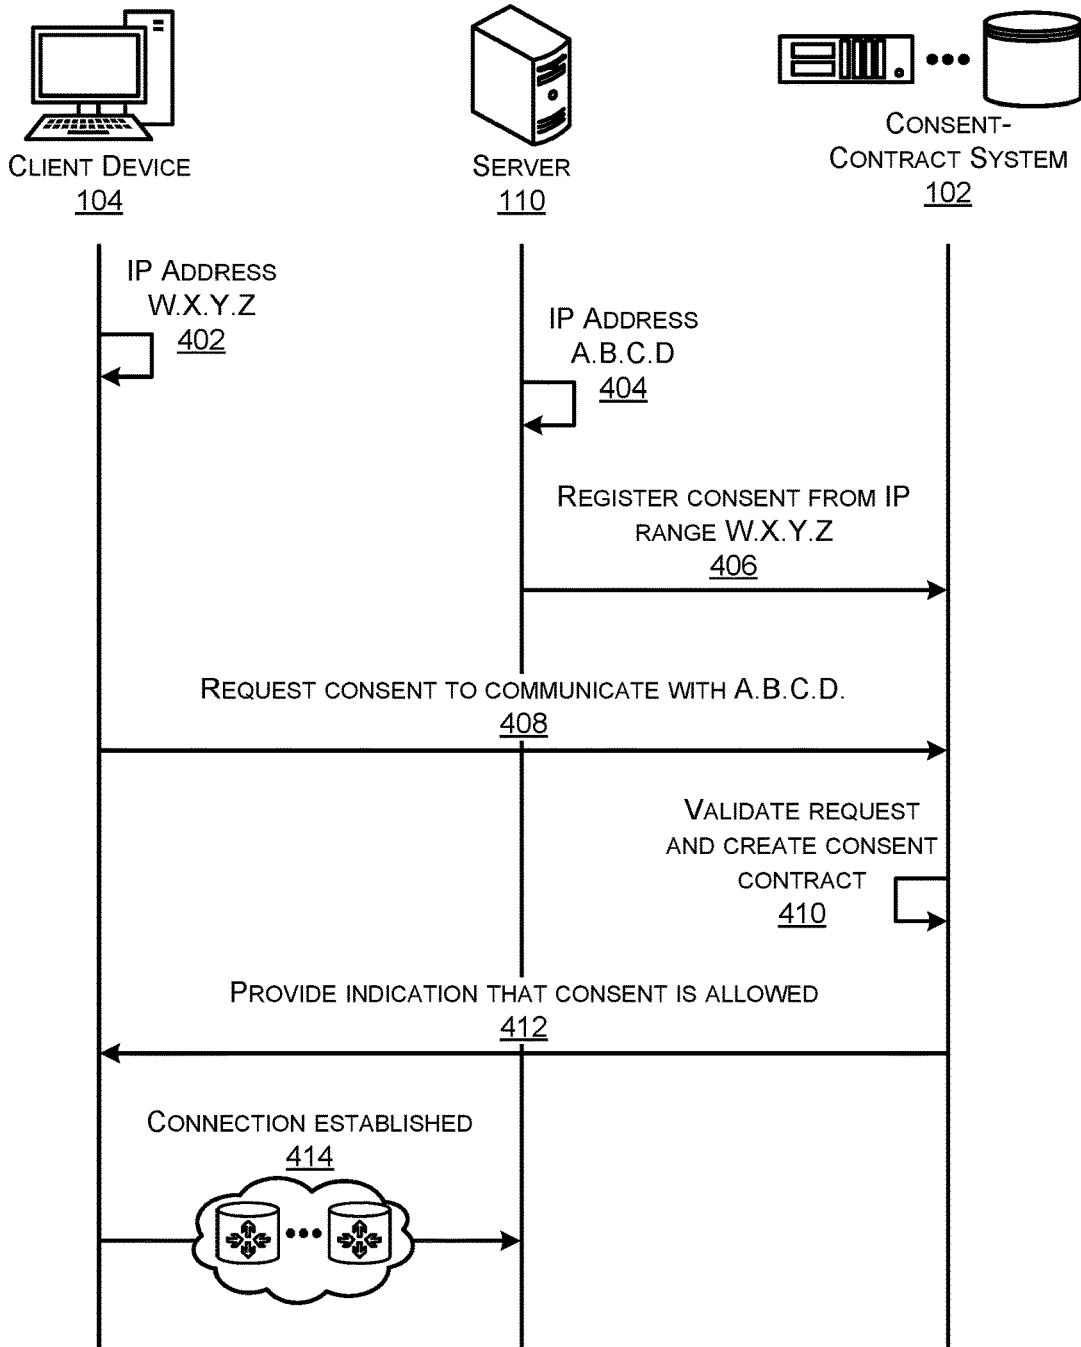 CLIENT DEVICE
104
SERVER
110
CONSENT-
CONTRACT SYSTEM
102
IP ADDRESS
W.X.Y.Z
402
IP ADDRESS
A.B.C.D
404
REGISTER CONSENT FROM IP
RANGE W.X.Y.Z
406
REQUEST CONSENT TO COMMUNICATE WITH A.B.C.D.
408
VALIDATE REQUEST
AND CREATE CONSENT
CONTRACT
410
PROVIDE INDICATION THAT CONSENT IS ALLOWED
412
CONNECTION ESTABLISHED
414